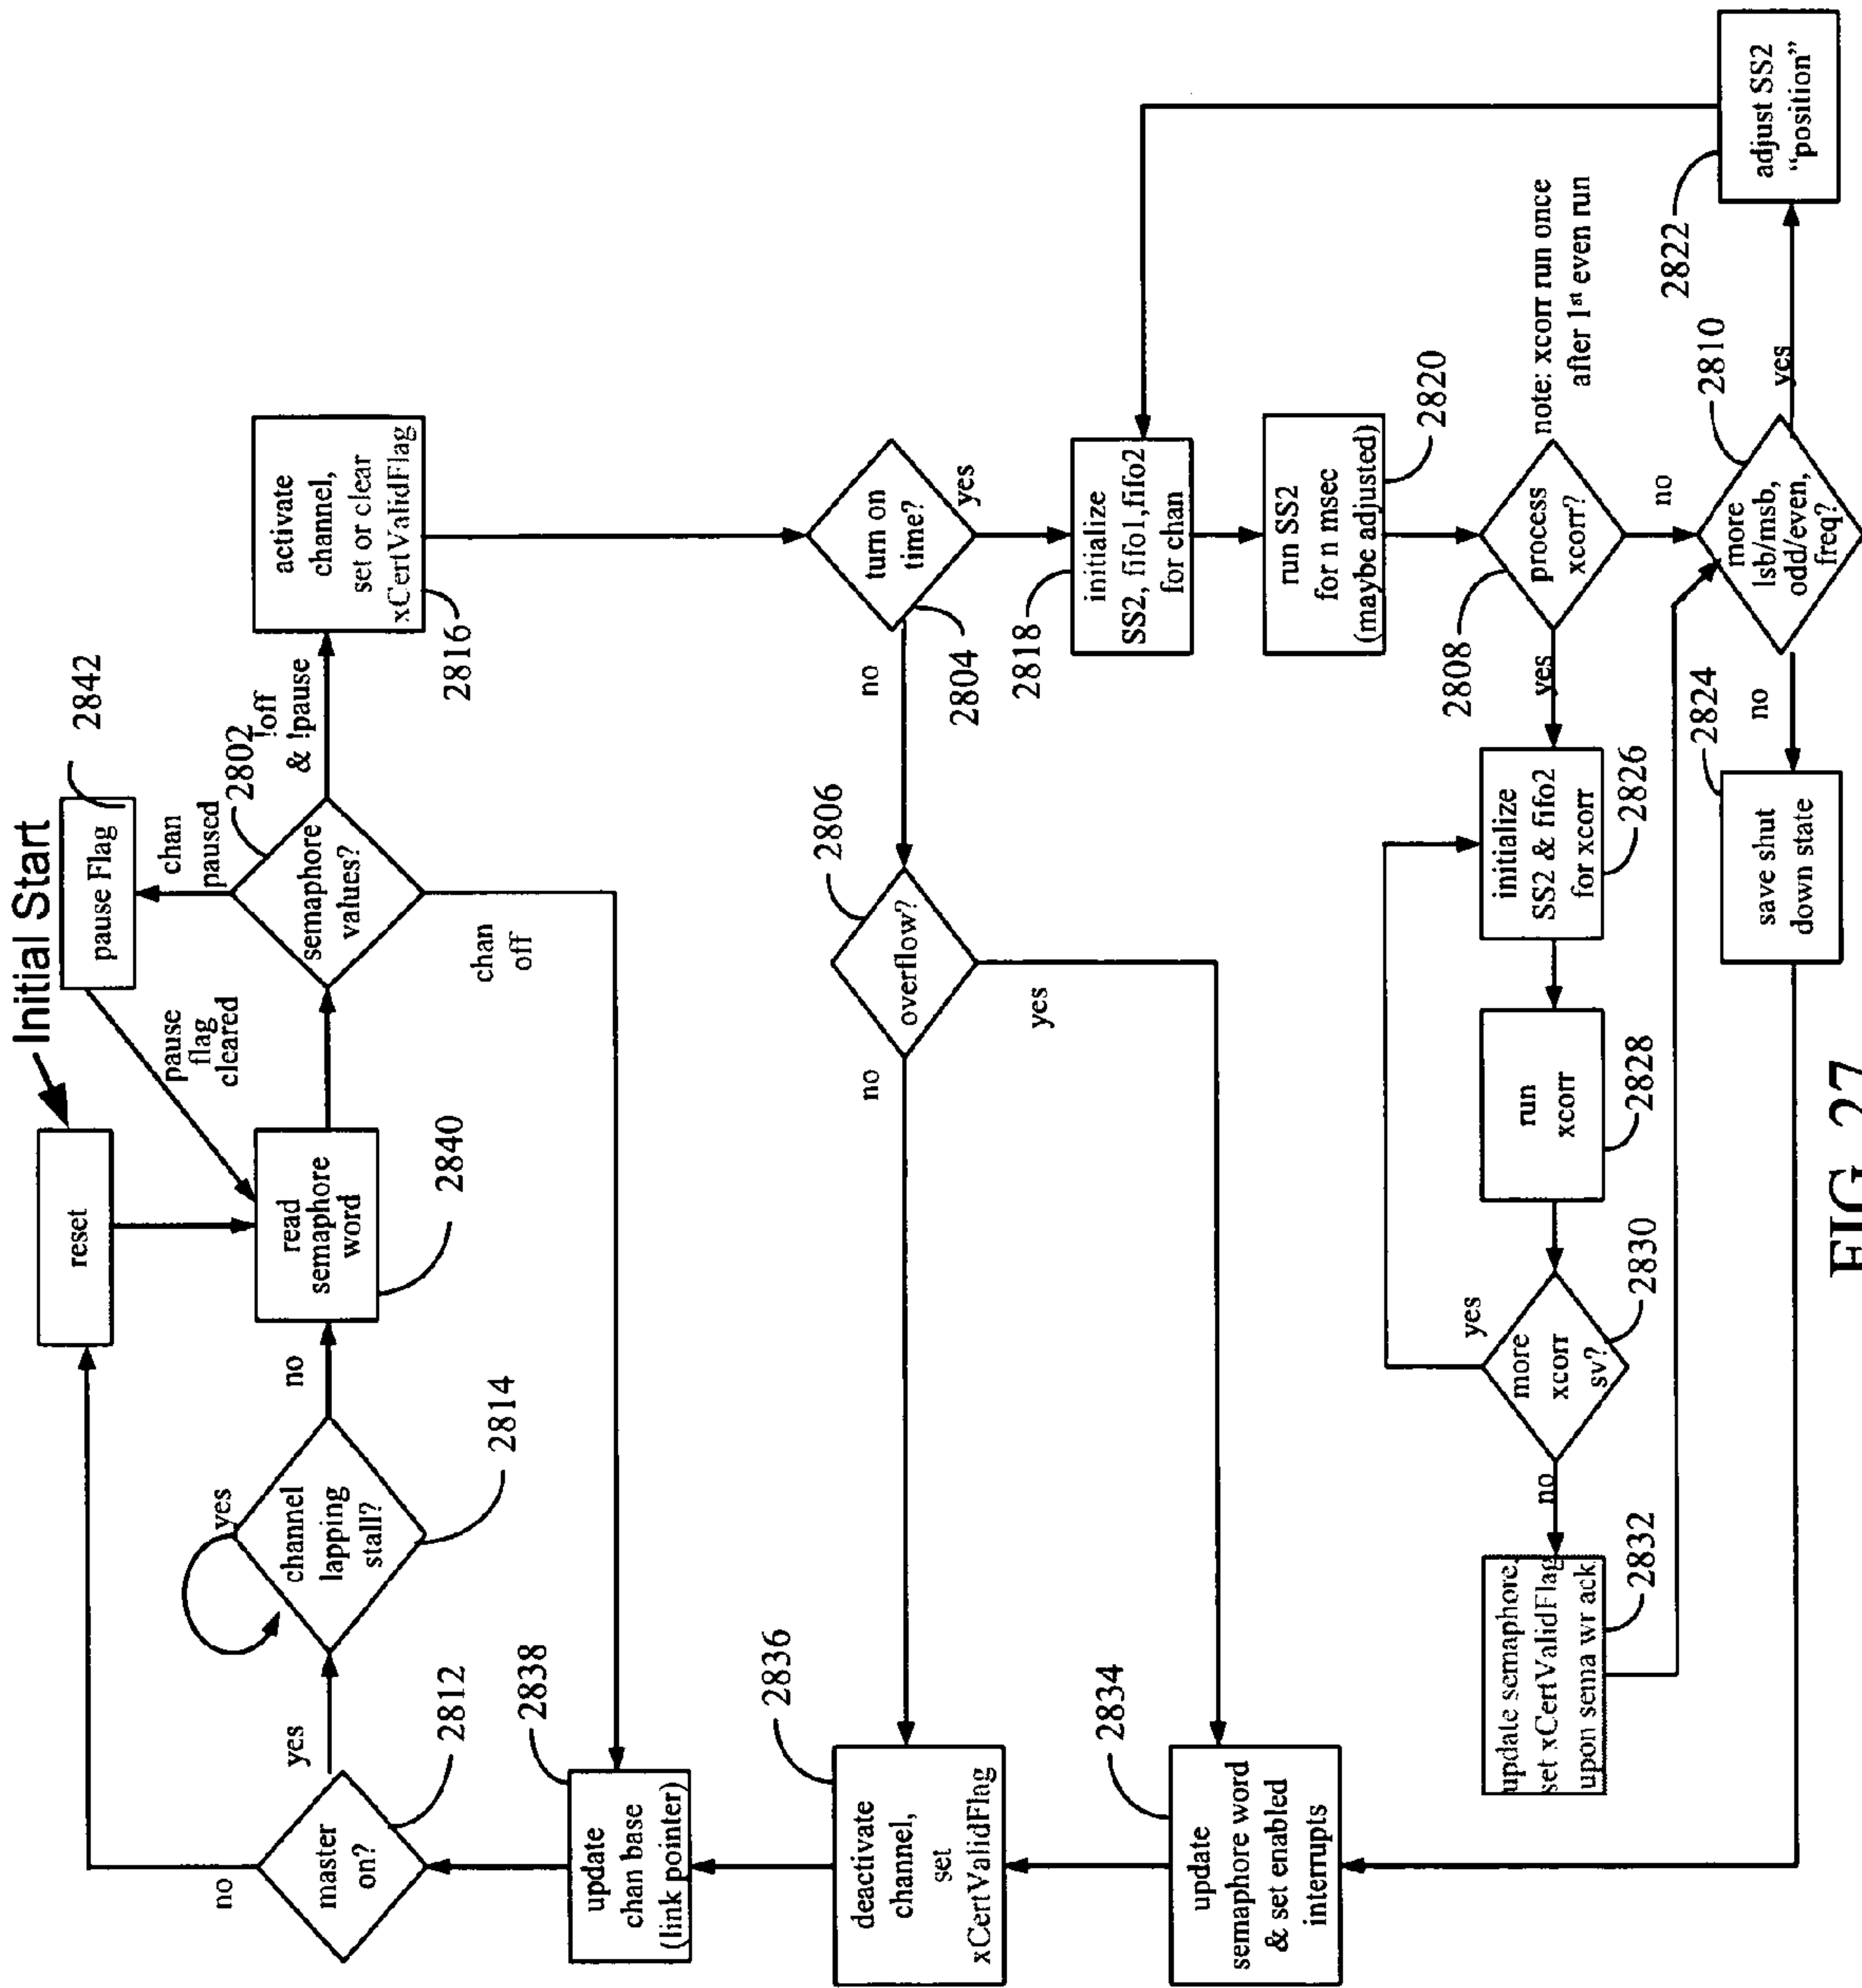 Initial Start
reset
2842
pause Flag
pause
flag
cleared
chan
paused
2802
!off
& !pause
no
master
on?
2812
yes
yes
channel
lapping
stall?
2814
no
read
semaphore
word
2840
semaphore
values?
activate
channel,
set or clear
xCertValidFlag
2816
chan
off
2838
update
chan base
(link pointer)
2836
deactivate
channel,
set
xCertValidFlag
no
2806
overflow?
yes
no
turn on
time?
2804
yes
2834
update
semaphore word
& set enabled
interrupts
2818
initialize
SS2, fifo1,fifo2
for chan
run SS2
for n msec
(maybe adjusted)
2820
update semaphore,
set xCertValidFlag
upon sema wr ack
2832
no
more
xcorr
sv?
2830
yes
run
xcorr
2828
initialize
SS2 & fifo2
for xcorr
2826
yes
2808
process
xcorr?
note: xcorr run once
after 1st even run
no
2824
save shut
down state
no
more
lsb/msb,
odd/even,
freq?
2810
yes
2822
adjust SS2
“position”
FIG. 27